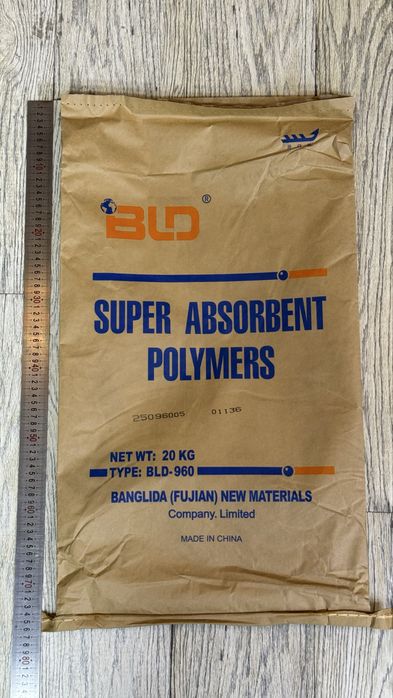 BLD®
SUPER ABSORBENT
POLYMERS
25096005 01136
NET WT: 20 KG
TYPE: BLD-960
BANGLIDA (FUJIAN) NEW MATERIALS
Company. Limited
MADE IN CHINA